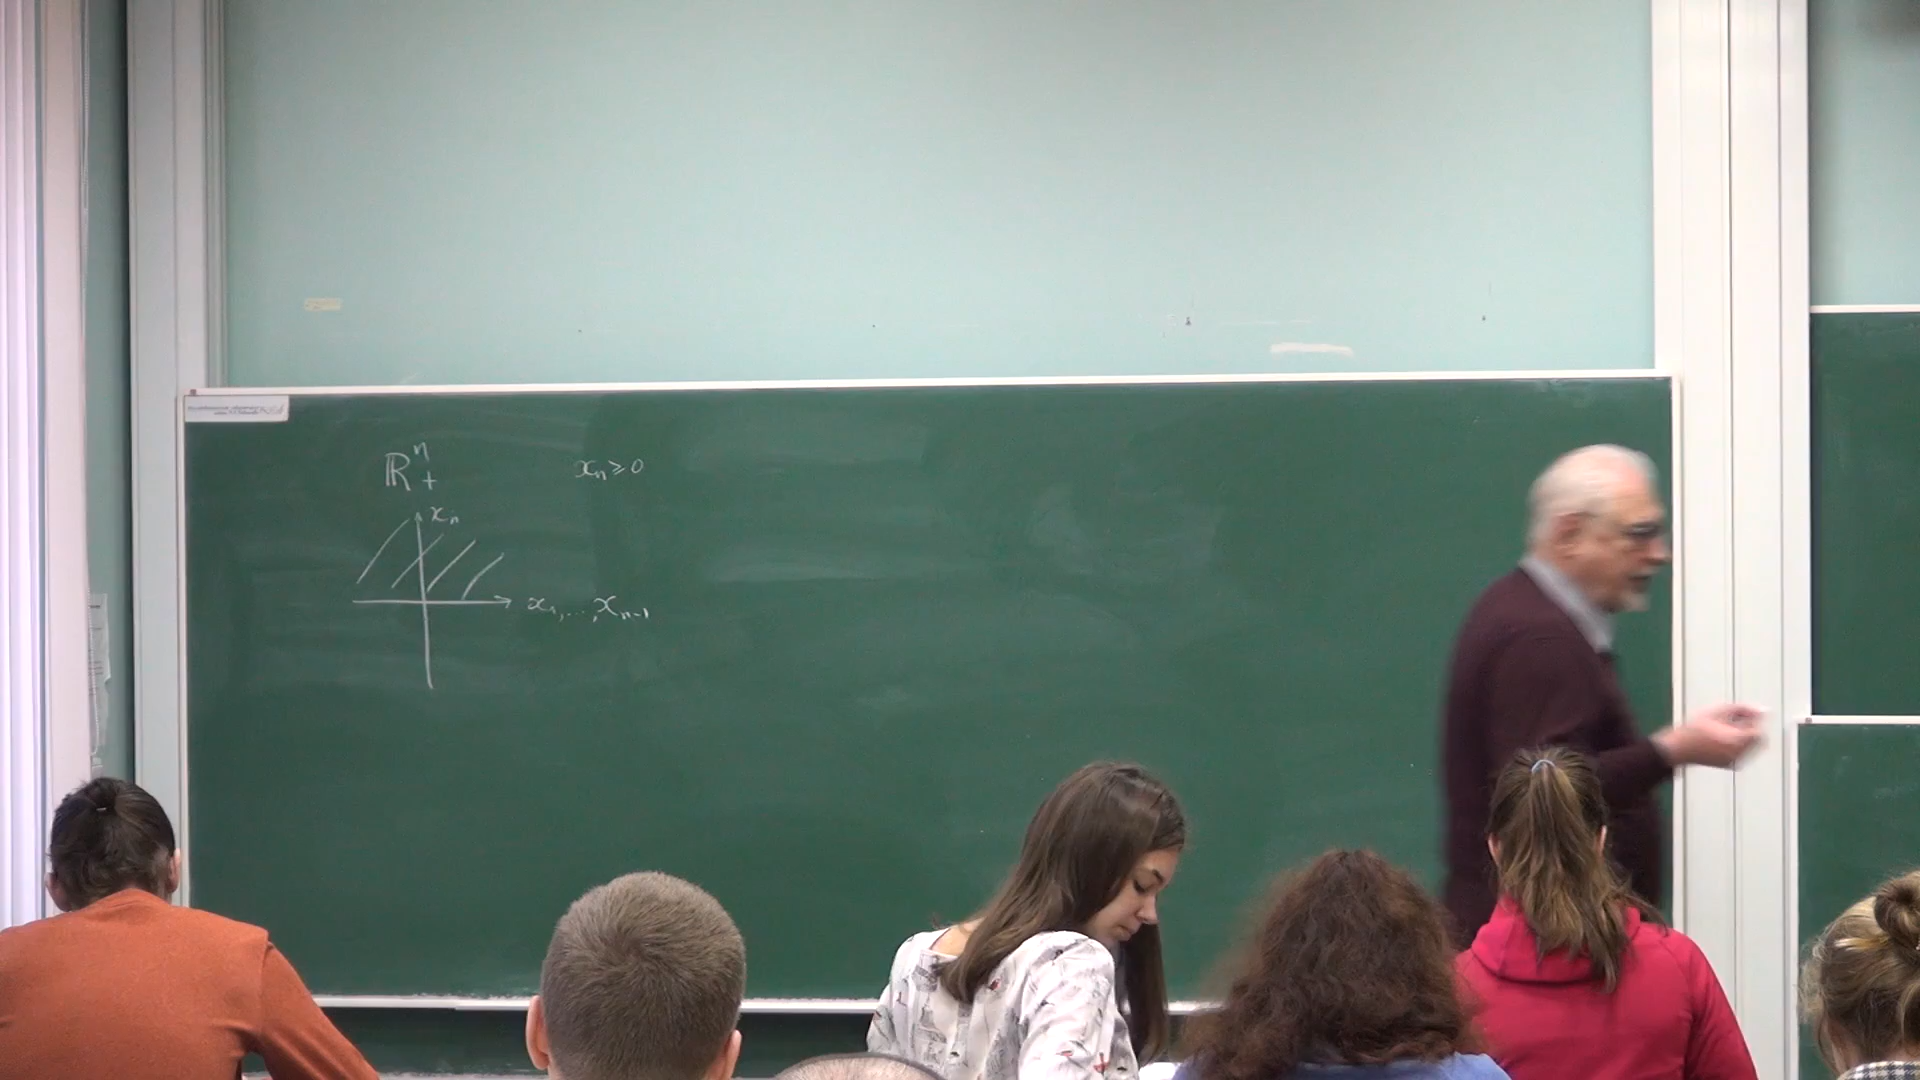 ℝⁿ₊ xₙ ≥ 0
xₙ
x₁, ..., xₙ₋₁